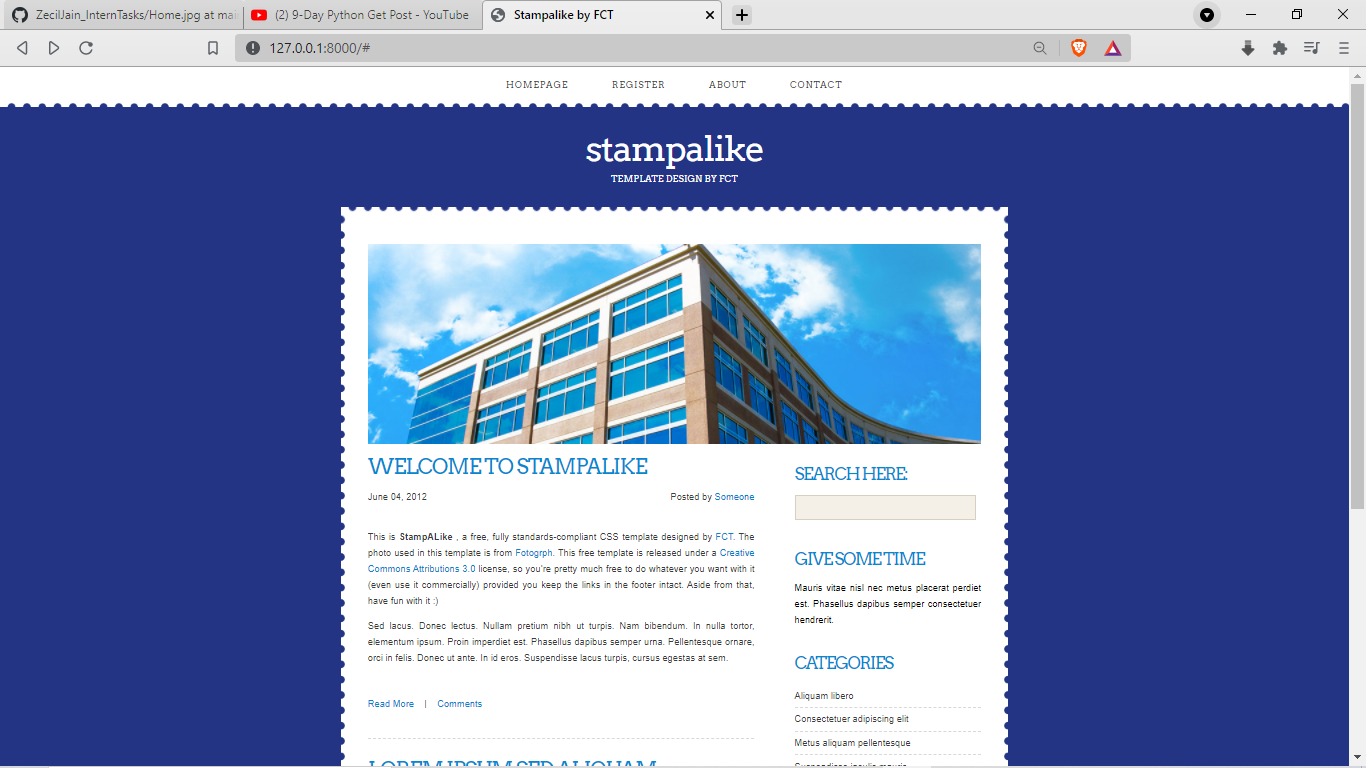 ZecilJain_InternTasks/Home.jpg at mai
(2) 9-Day Python Get Post - YouTube
Stampalike by FCT
127.0.0.1:8000/#
HOMEPAGE REGISTER ABOUT CONTACT
stampalike
TEMPLATE DESIGN BY FCT
WELCOME TO STAMPALIKE
June 04, 2012 Posted by Someone
This is StampALike , a free, fully standards-compliant CSS template designed by FCT. The
photo used in this template is from Fotogrph. This free template is released under a Creative
Commons Attributions 3.0 license, so you're pretty much free to do whatever you want with it
(even use it commercially) provided you keep the links in the footer intact. Aside from that,
have fun with it :)
Sed lacus. Donec lectus. Nullam pretium nibh ut turpis. Nam bibendum. In nulla tortor,
elementum ipsum. Proin imperdiet est. Phasellus dapibus semper urna. Pellentesque ornare,
orci in felis. Donec ut ante. In id eros. Suspendisse lacus turpis, cursus egestas at sem.
Read More | Comments
LOREM IPSUM SED ALIQUAM
SEARCH HERE:
GIVE SOME TIME
Mauris vitae nisl nec metus placerat perdiet
est. Phasellus dapibus semper consectetuer
hendrerit.
CATEGORIES
Aliquam libero
Consectetuer adipiscing elit
Metus aliquam pellentesque
Suspendisse iaculis mauris